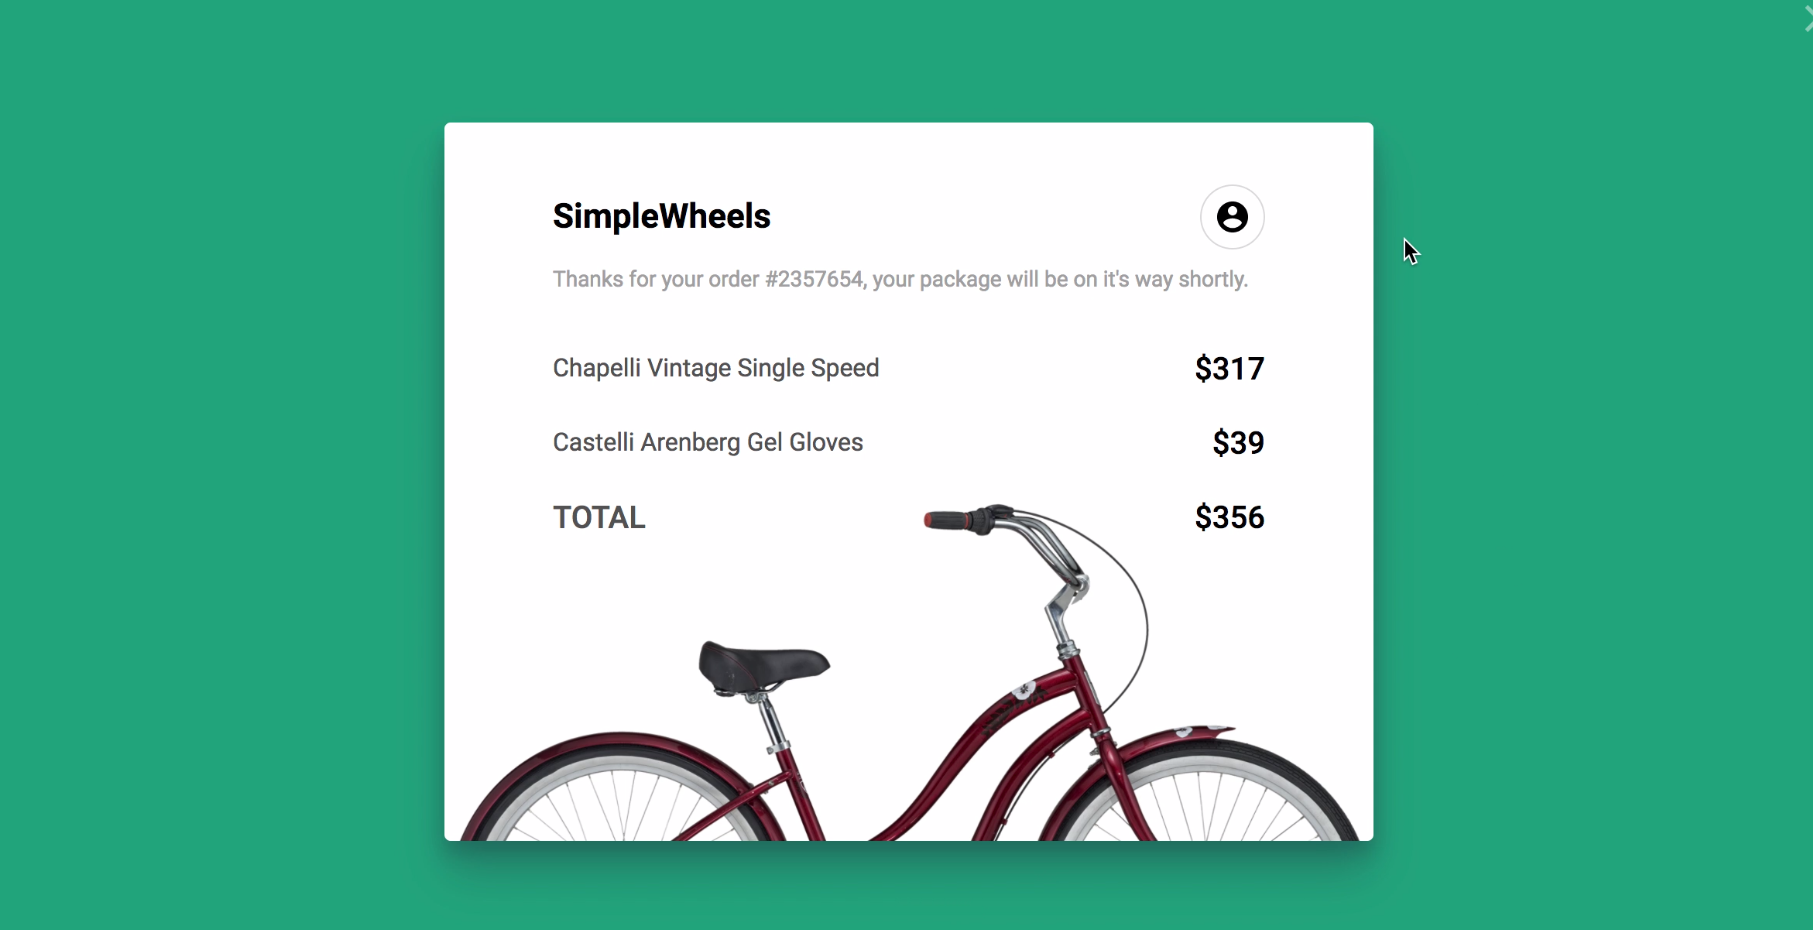 SimpleWheels
Thanks for your order #2357654, your package will be on it's way shortly.
Chapelli Vintage Single Speed $317
Castelli Arenberg Gel Gloves $39
TOTAL $356